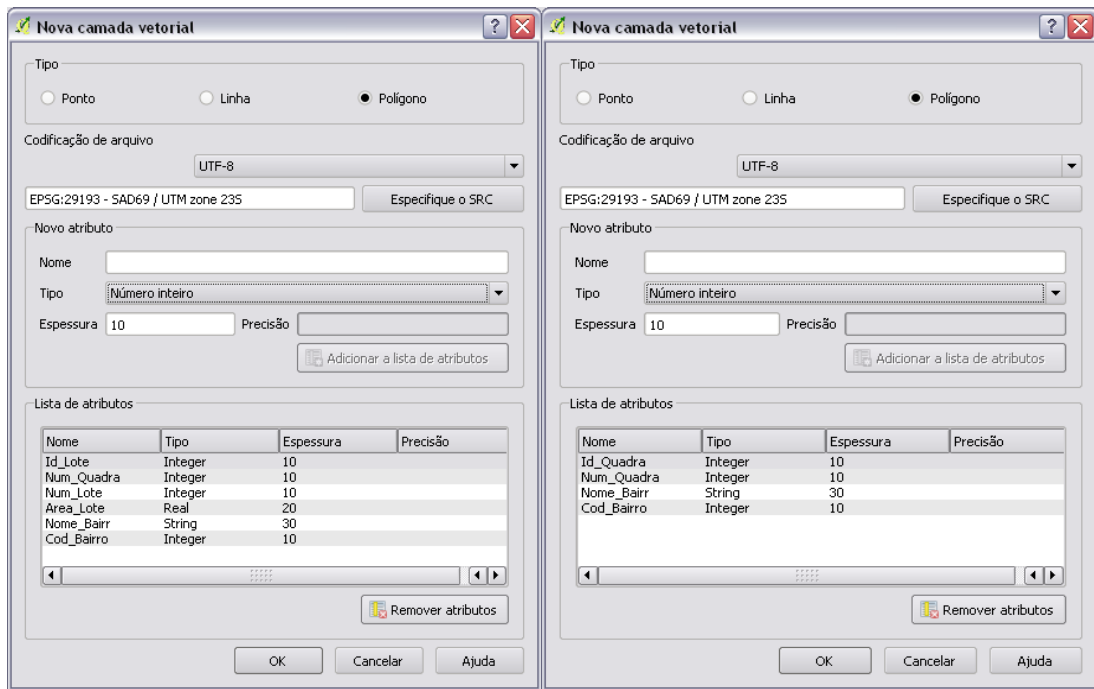 Nova camada vetorial
Tipo
Ponto Linha Polígono
Codificação de arquivo
UTF-8
EPSG:29193 - SAD69 / UTM zone 23S Especifique o SRC
Novo atributo
Nome
Tipo Número inteiro
Espessura 10 Precisão
Adicionar a lista de atributos
Lista de atributos
Nome Tipo Espessura Precisão
Id_Lote Integer 10
Num_Quadra Integer 10
Num_Lote Integer 10
Area_Lote Real 20
Nome_Bairr String 30
Cod_Bairro Integer 10
Remover atributos
OK Cancelar Ajuda
Nova camada vetorial
Tipo
Ponto Linha Polígono
Codificação de arquivo
UTF-8
EPSG:29193 - SAD69 / UTM zone 23S Especifique o SRC
Novo atributo
Nome
Tipo Número inteiro
Espessura 10 Precisão
Adicionar a lista de atributos
Lista de atributos
Nome Tipo Espessura Precisão
Id_Quadra Integer 10
Num_Quadra Integer 10
Nome_Bairr String 30
Cod_Bairro Integer 10
Remover atributos
OK Cancelar Ajuda